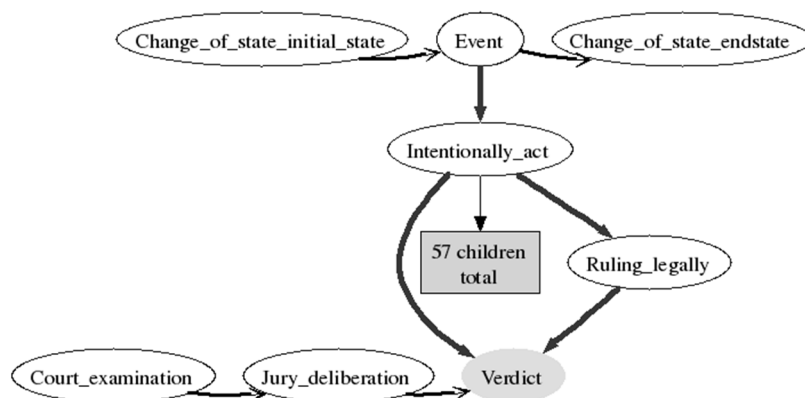 Change_of_state_initial_state
Event
Change_of_state_endstate
Intentionally_act
57 children
total
Ruling_legally
Court_examination
Jury_deliberation
Verdict